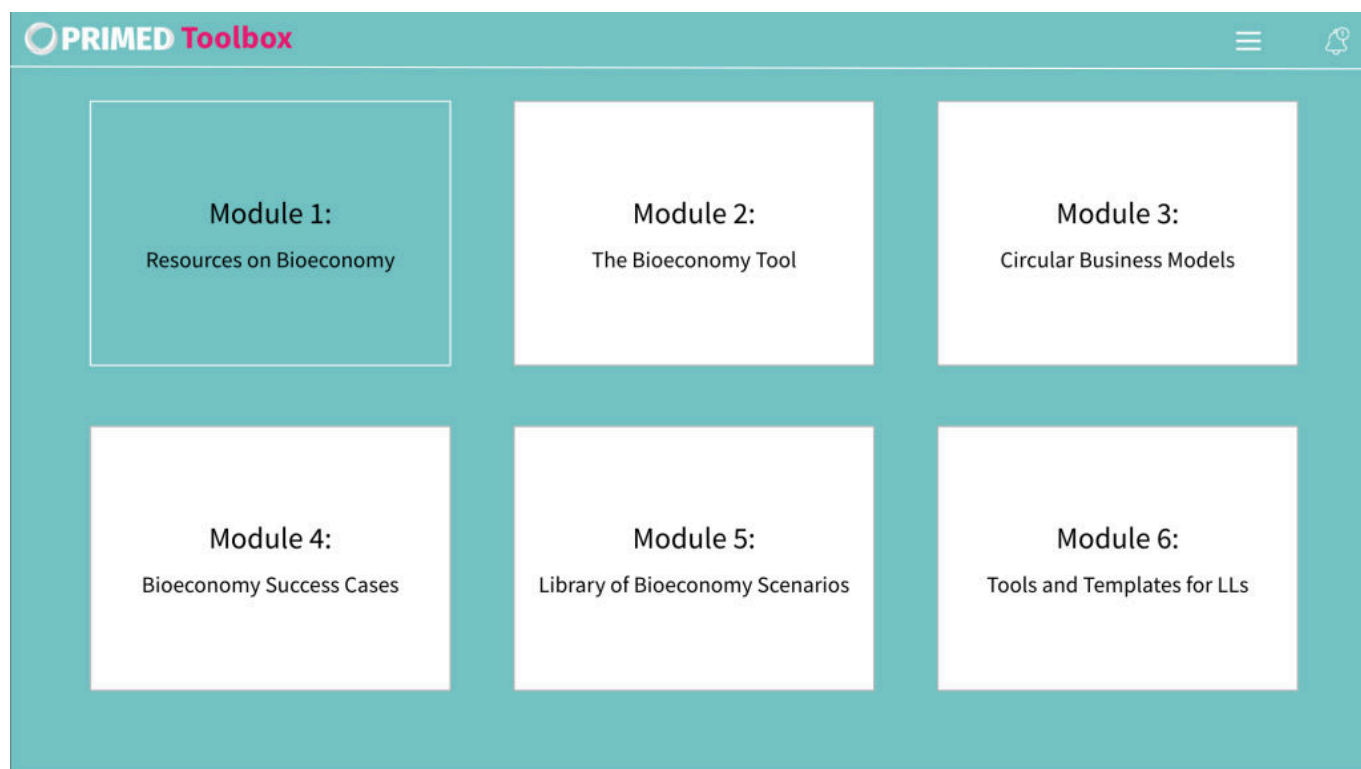 PRIMED Toolbox
Module 1:
Resources on Bioeconomy
Module 2:
The Bioeconomy Tool
Module 3:
Circular Business Models
Module 4:
Bioeconomy Success Cases
Module 5:
Library of Bioeconomy Scenarios
Module 6:
Tools and Templates for LLs